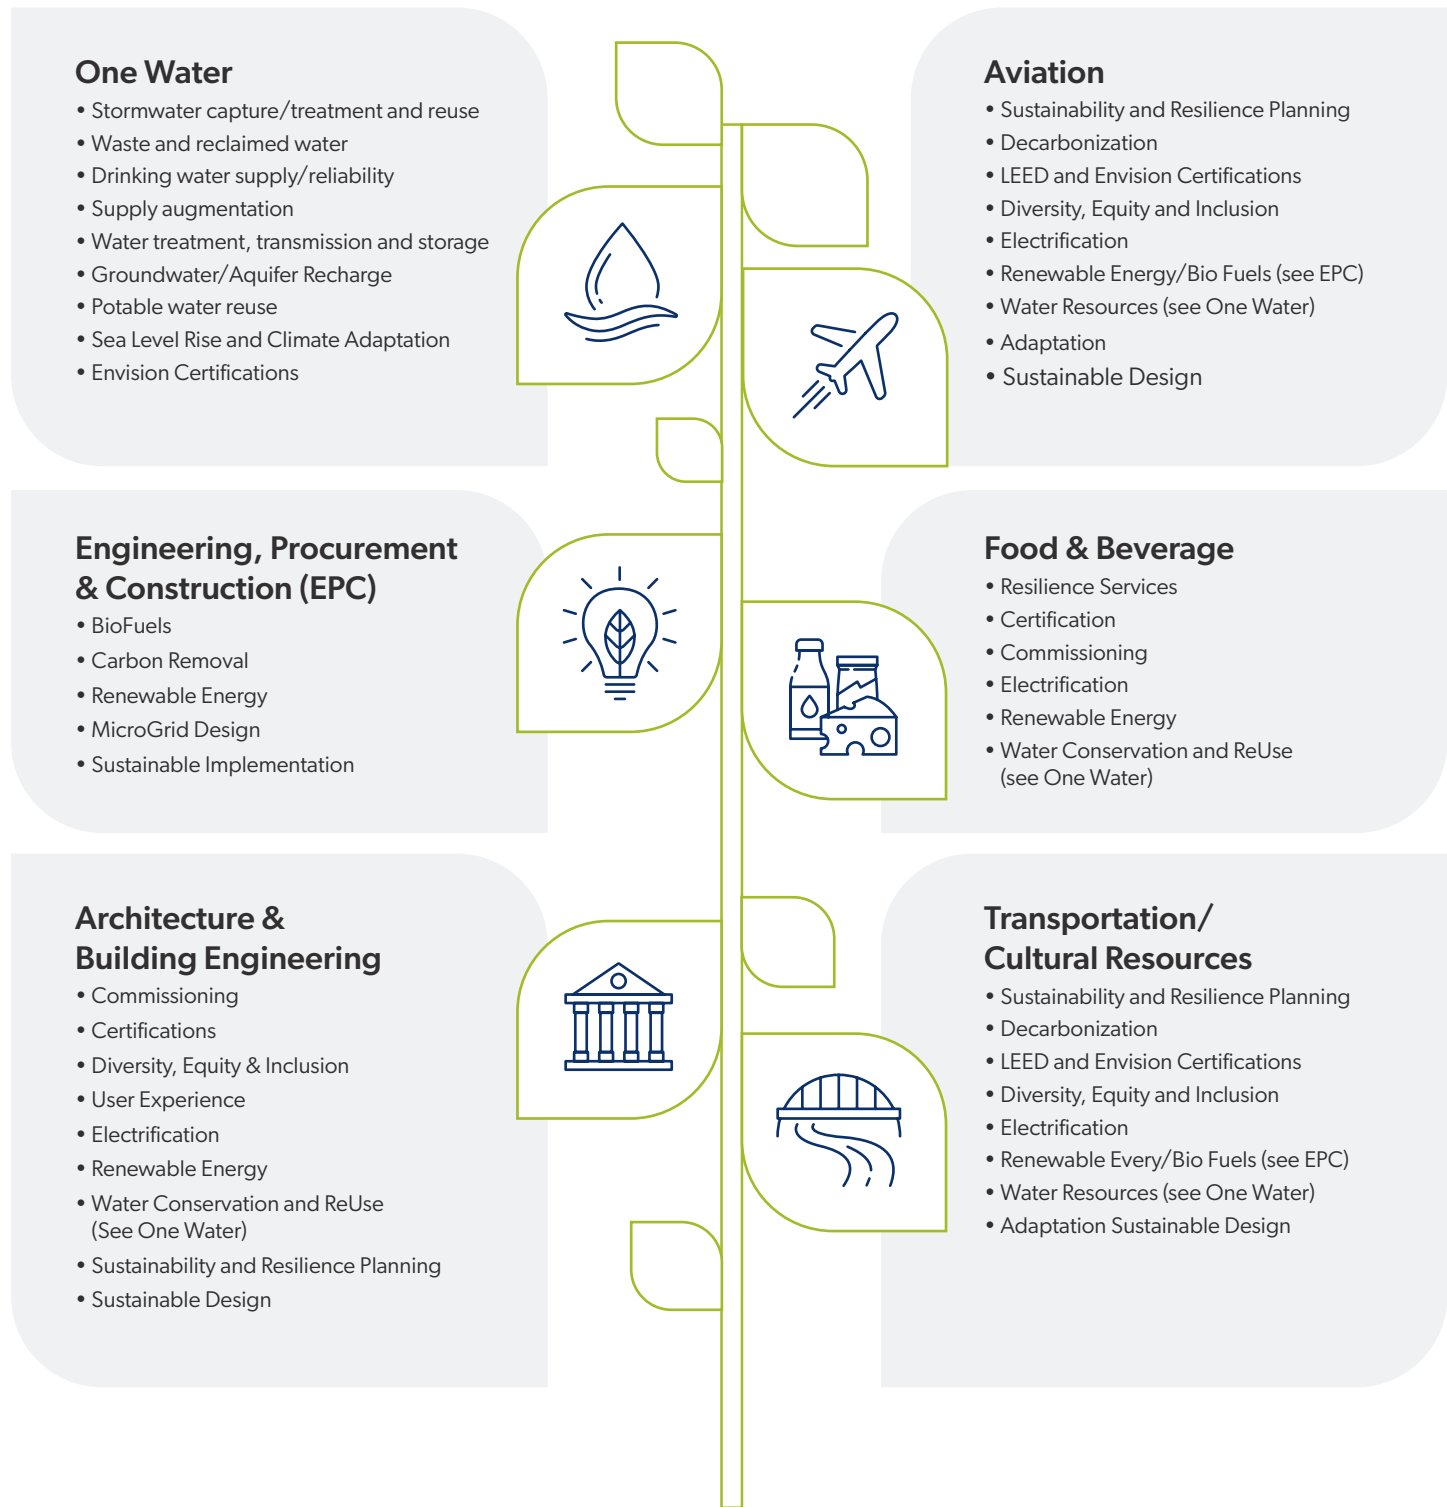 One Water
• Stormwater capture/treatment and reuse
• Waste and reclaimed water
• Drinking water supply/reliability
• Supply augmentation
• Water treatment, transmission and storage
• Groundwater/Aquifer Recharge
• Potable water reuse
• Sea Level Rise and Climate Adaptation
• Envision Certifications
Aviation
• Sustainability and Resilience Planning
• Decarbonization
• LEED and Envision Certifications
• Diversity, Equity and Inclusion
• Electrification
• Renewable Energy/Bio Fuels (see EPC)
• Water Resources (see One Water)
• Adaptation
• Sustainable Design
Engineering, Procurement
& Construction (EPC)
• BioFuels
• Carbon Removal
• Renewable Energy
• MicroGrid Design
• Sustainable Implementation
Food & Beverage
• Resilience Services
• Certification
• Commissioning
• Electrification
• Renewable Energy
• Water Conservation and ReUse
(see One Water)
Architecture &
Building Engineering
• Commissioning
• Certifications
• Diversity, Equity & Inclusion
• User Experience
• Electrification
• Renewable Energy
• Water Conservation and ReUse
(See One Water)
• Sustainability and Resilience Planning
• Sustainable Design
Transportation/
Cultural Resources
• Sustainability and Resilience Planning
• Decarbonization
• LEED and Envision Certifications
• Diversity, Equity and Inclusion
• Electrification
• Renewable Every/Bio Fuels (see EPC)
• Water Resources (see One Water)
• Adaptation Sustainable Design